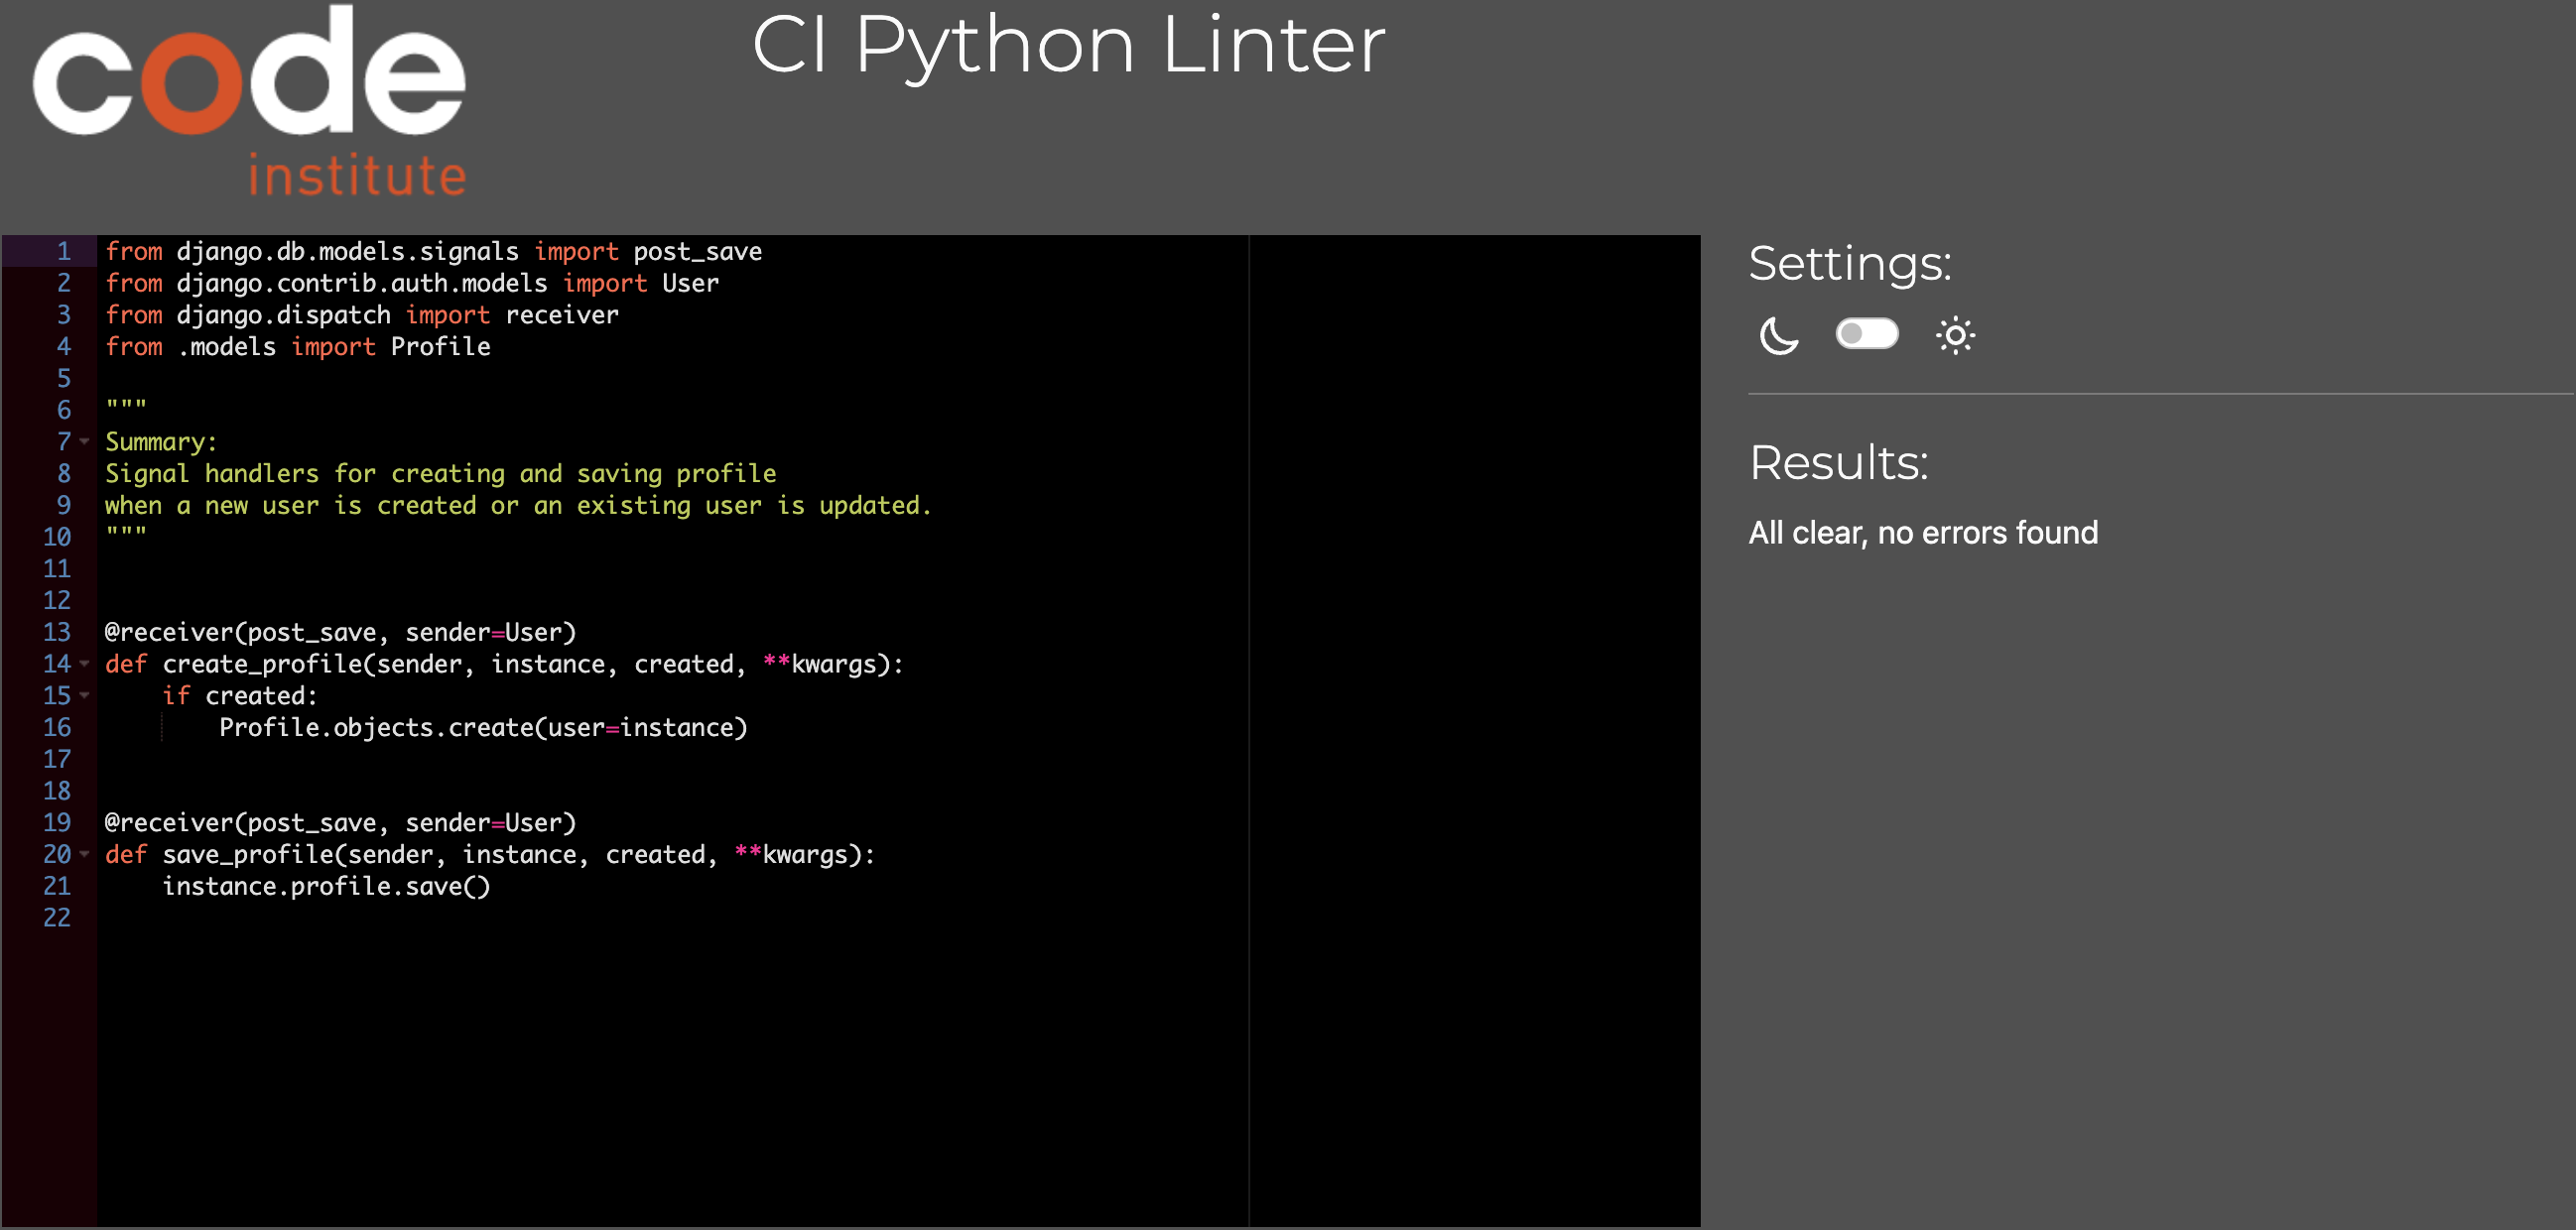 code
institute
CI Python Linter
1 from django.db.models.signals import post_save
2 from django.contrib.auth.models import User
3 from django.dispatch import receiver
4 from .models import Profile
5
6 """
7 Summary:
8 Signal handlers for creating and saving profile
9 when a new user is created or an existing user is updated.
10 """
11
12
13 @receiver(post_save, sender=User)
14 def create_profile(sender, instance, created, **kwargs):
15     if created:
16         Profile.objects.create(user=instance)
17
18
19 @receiver(post_save, sender=User)
20 def save_profile(sender, instance, created, **kwargs):
21     instance.profile.save()
22
Settings:
Results:
All clear, no errors found